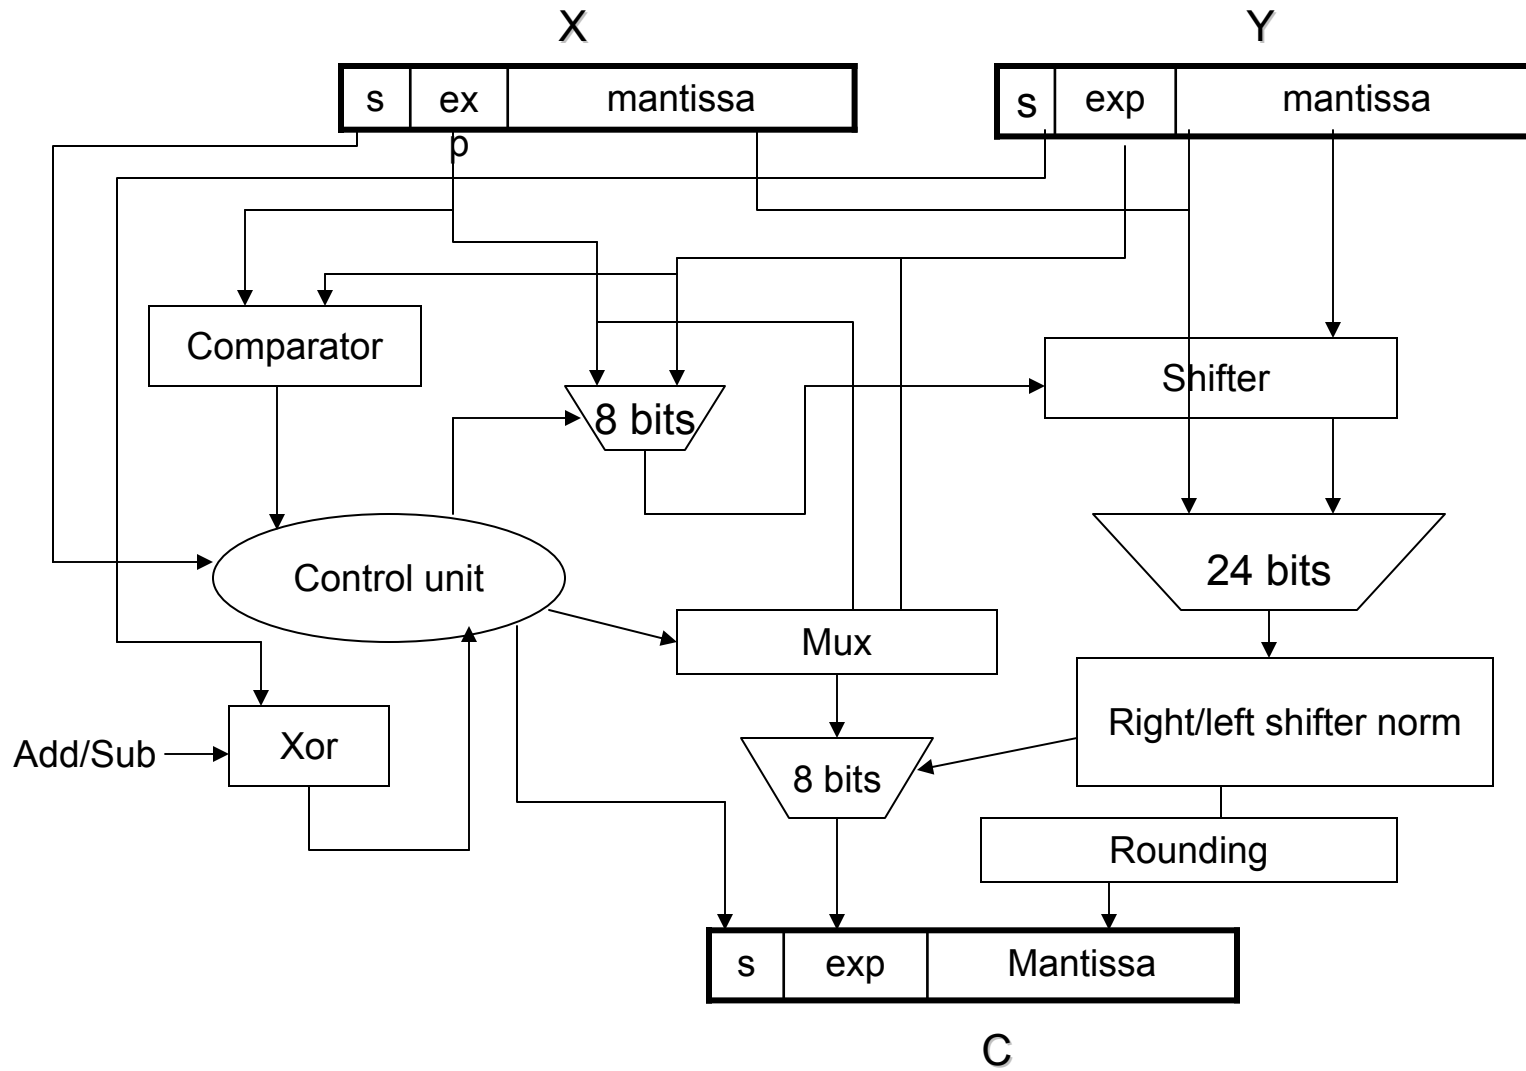 X
Y
s
ex
p
mantissa
s
exp
mantissa
Comparator
8 bits
Shifter
Control unit
24 bits
Mux
Add/Sub
Xor
Right/left shifter norm
8 bits
Rounding
s
exp
Mantissa
C